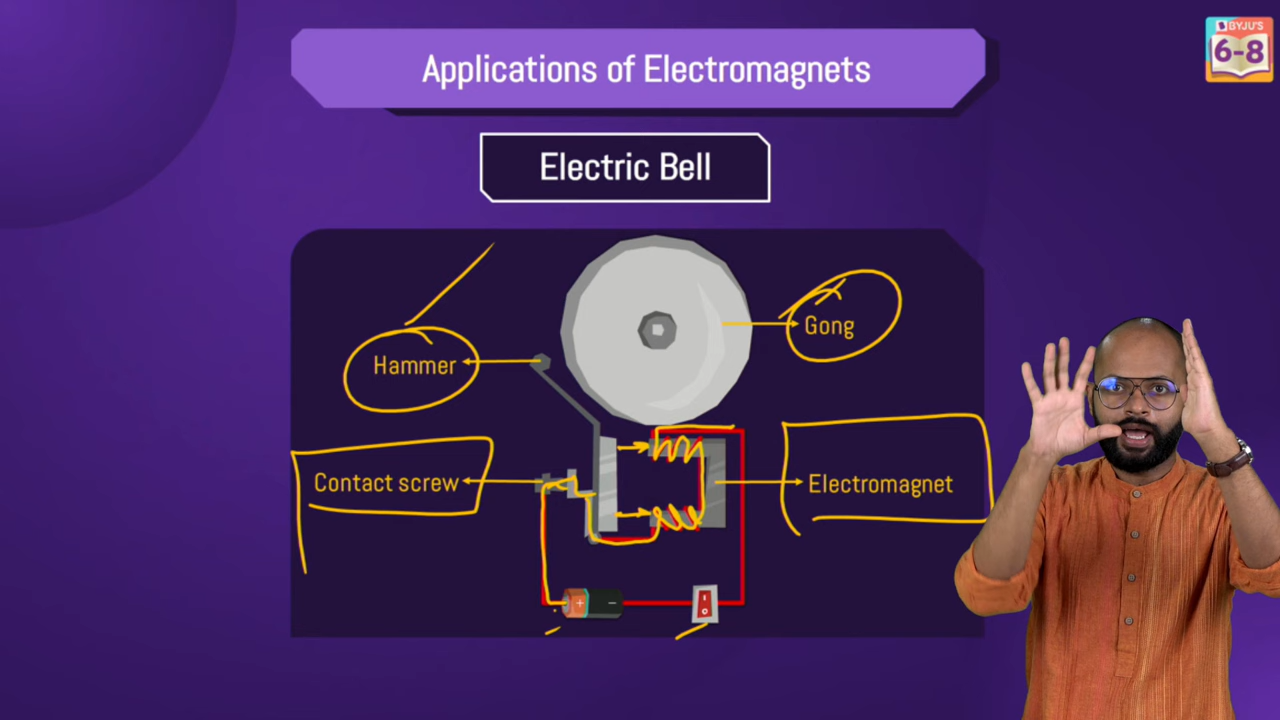 BYJU'S
6-8
Applications of Electromagnets
Electric Bell
Gong
Hammer
Contact screw
Electromagnet
+
-
I
O